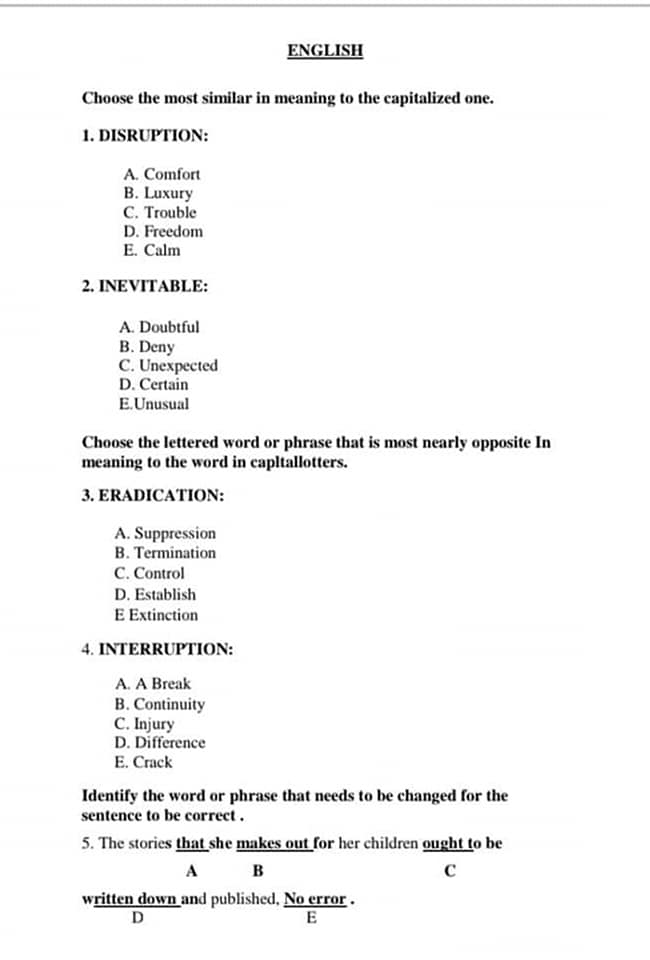 ENGLISH
Choose the most similar in meaning to the capitalized one.
1. DISRUPTION:
A. Comfort
B. Luxury
C. Trouble
D. Freedom
E. Calm
2. INEVITABLE:
A. Doubtful
B. Deny
C. Unexpected
D. Certain
E.Unusual
Choose the lettered word or phrase that is most nearly opposite In
meaning to the word in capltallotters.
3. ERADICATION:
A. Suppression
B. Termination
C. Control
D. Establish
E Extinction
4. INTERRUPTION:
A. A Break
B. Continuity
C. Injury
D. Difference
E. Crack
Identify the word or phrase that needs to be changed for the
sentence to be correct .
5. The stories that she makes out for her children ought to be
A B C
written down and published, No error .
D E